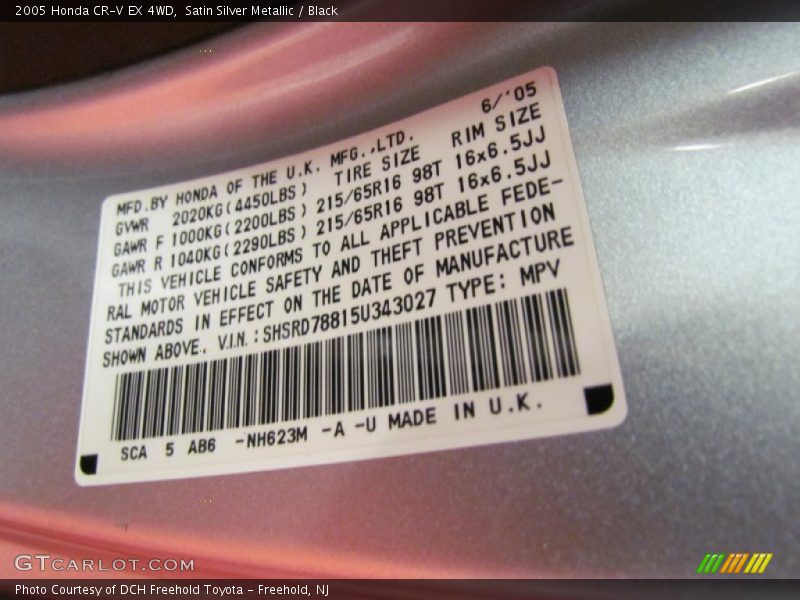 2005 Honda CR-V EX 4WD, Satin Silver Metallic / Black
6/'05
MFD.BY HONDA OF THE U.K. MFG.,LTD.
GVWR 2020KG(4450LBS) TIRE SIZE RIM SIZE
GAWR F 1000KG(2200LBS) 215/65R16 98T 16x6.5JJ
GAWR R 1040KG(2290LBS) 215/65R16 98T 16x6.5JJ
THIS VEHICLE CONFORMS TO ALL APPLICABLE FEDE-
RAL MOTOR VEHICLE SAFETY AND THEFT PREVENTION
STANDARDS IN EFFECT ON THE DATE OF MANUFACTURE
SHOWN ABOVE. V.I.N.:SHSRD78815U343027 TYPE: MPV
SCA 5 AB6 -NH623M -A -U MADE IN U.K.
GTCARLOT.COM
Photo Courtesy of DCH Freehold Toyota - Freehold, NJ